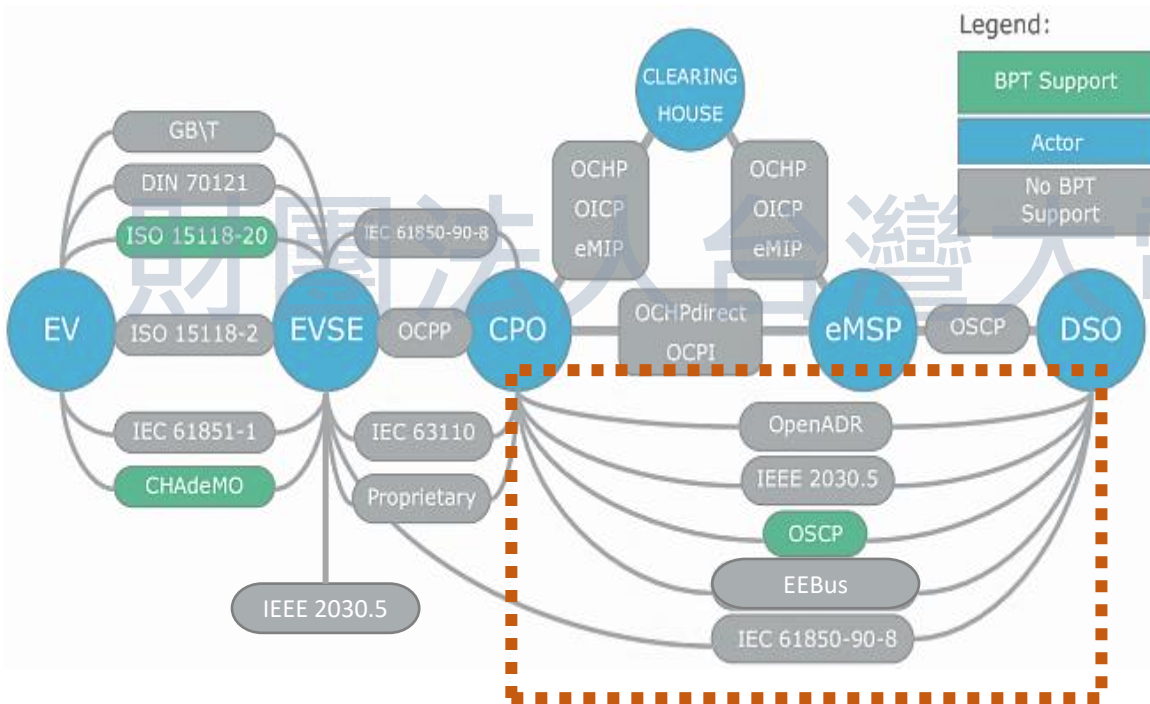 Legend:
BPT Support
Actor
No BPT
Support
CLEARING
HOUSE
GB\T
DIN 70121
ISO 15118-20
ISO 15118-2
IEC 61851-1
CHAdeMO
IEC 61850-90-8
OCPP
IEC 63110
Proprietary
IEEE 2030.5
OCHP
OICP
eMIP
OCHP
OICP
eMIP
OCHPdirect
OCPI
EV
EVSE
CPO
eMSP
OSCP
DSO
OpenADR
IEEE 2030.5
OSCP
EEBus
IEC 61850-90-8
財團法人台灣大